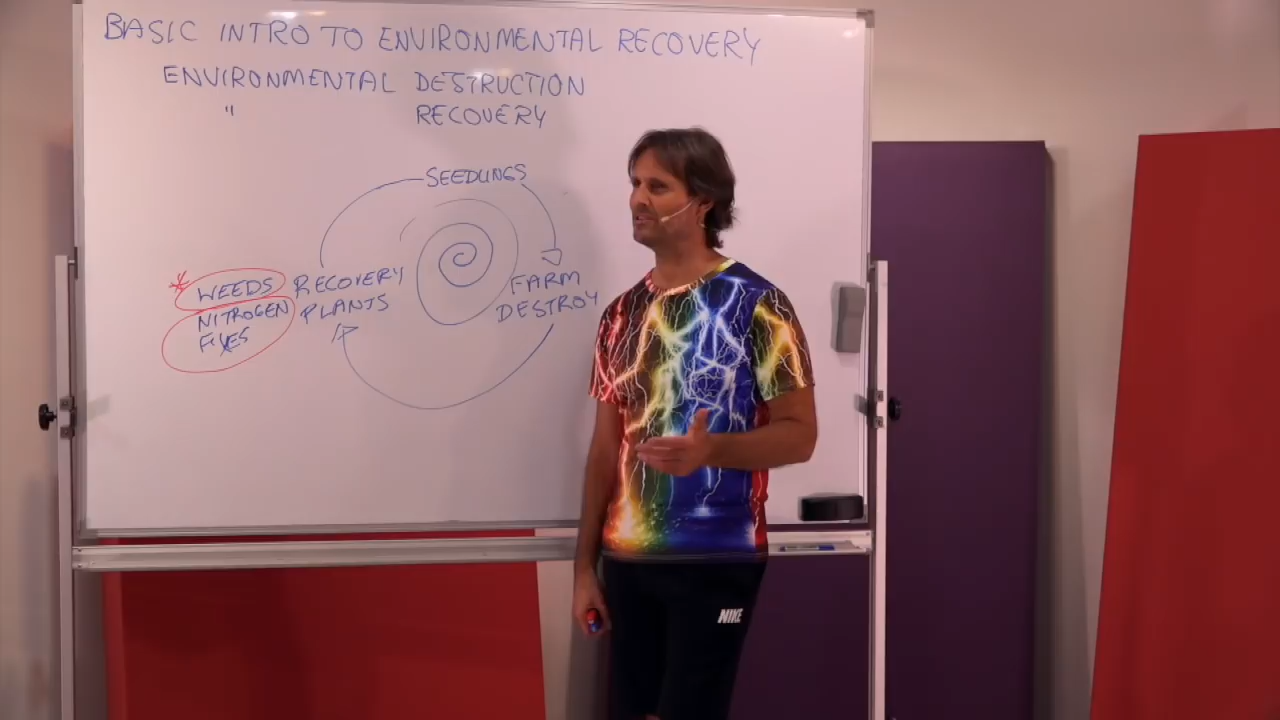 BASIC INTRO TO ENVIRONMENTAL RECOVERY
ENVIRONMENTAL DESTRUCTION
" RECOVERY
SEEDLINGS
* WEEDS
NITROGEN
FIXES
RECOVERY
PLANTS
FARM
DESTROY
NIKE